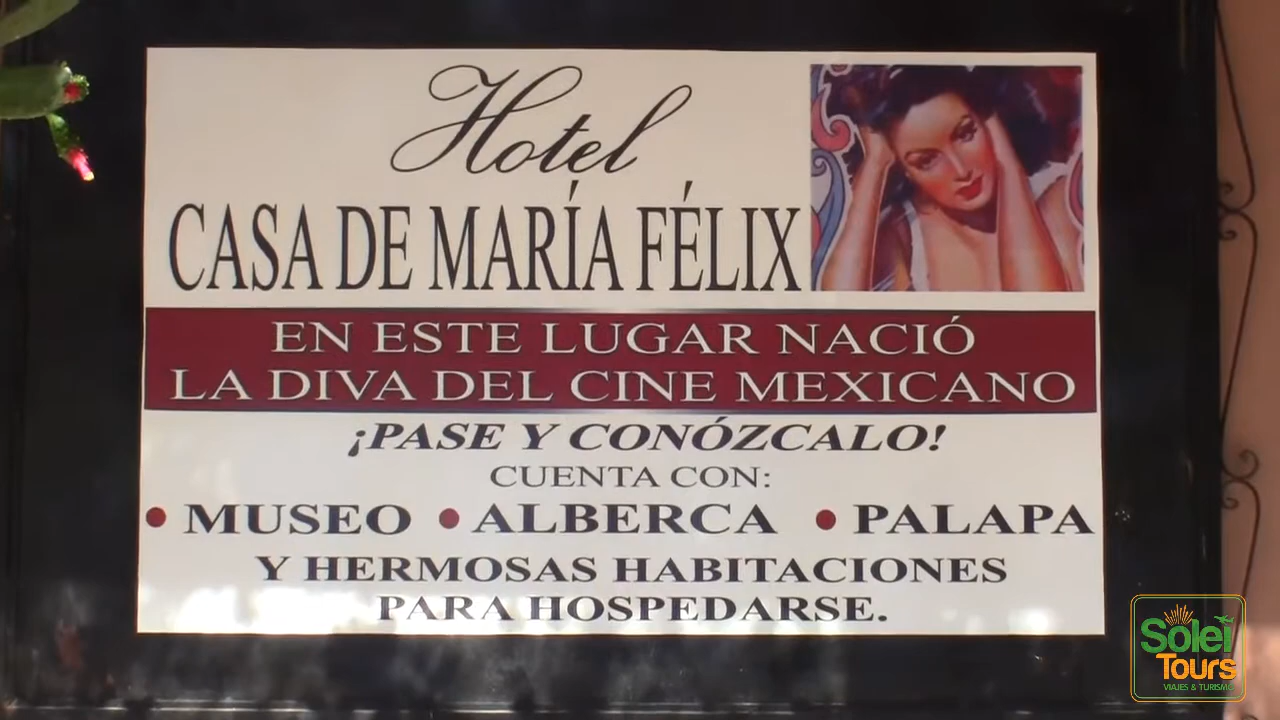 Hotel
CASA DE MARÍA FÉLIX
EN ESTE LUGAR NACIÓ
LA DIVA DEL CINE MEXICANO
¡PASE Y CONÓZCALO!
CUENTA CON:
• MUSEO • ALBERCA • PALAPA
Y HERMOSAS HABITACIONES
PARA HOSPEDARSE.
Solei
Tours
VIAJES & TURISMO